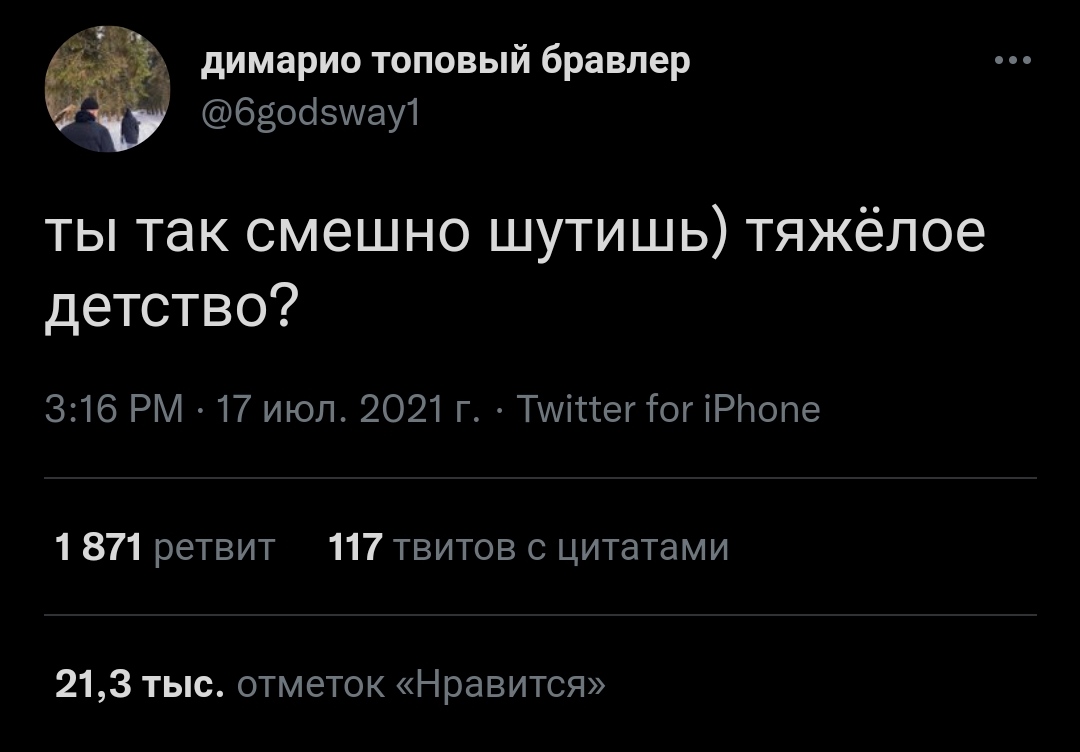 димарио топовый бравлер
@6godsway1
ты так смешно шутишь) тяжёлое
детство?
3:16 PM · 17 июл. 2021 г. · Twitter for iPhone
1 871 ретвит 117 твитов с цитатами
21,3 тыс. отметок «Нравится»